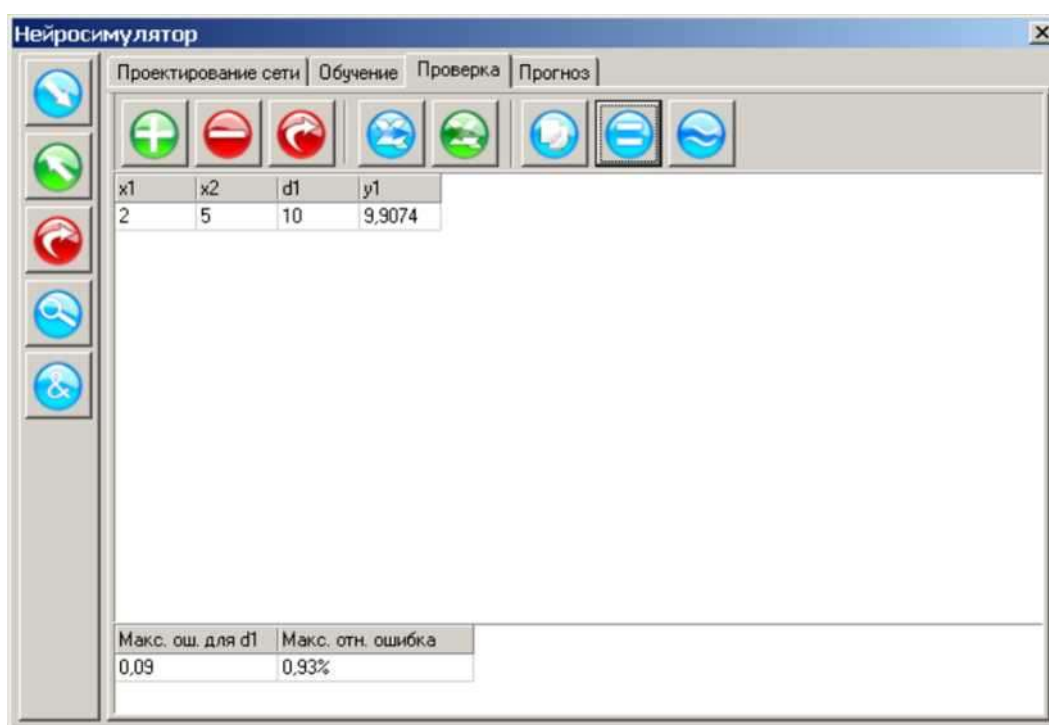 Нейросимулятор
Проектирование сети Обучение Проверка Прогноз
x1 x2 d1 y1
2 5 10 9,9074
Макс. ош. для d1 Макс. отн. ошибка
0,09 0,93%